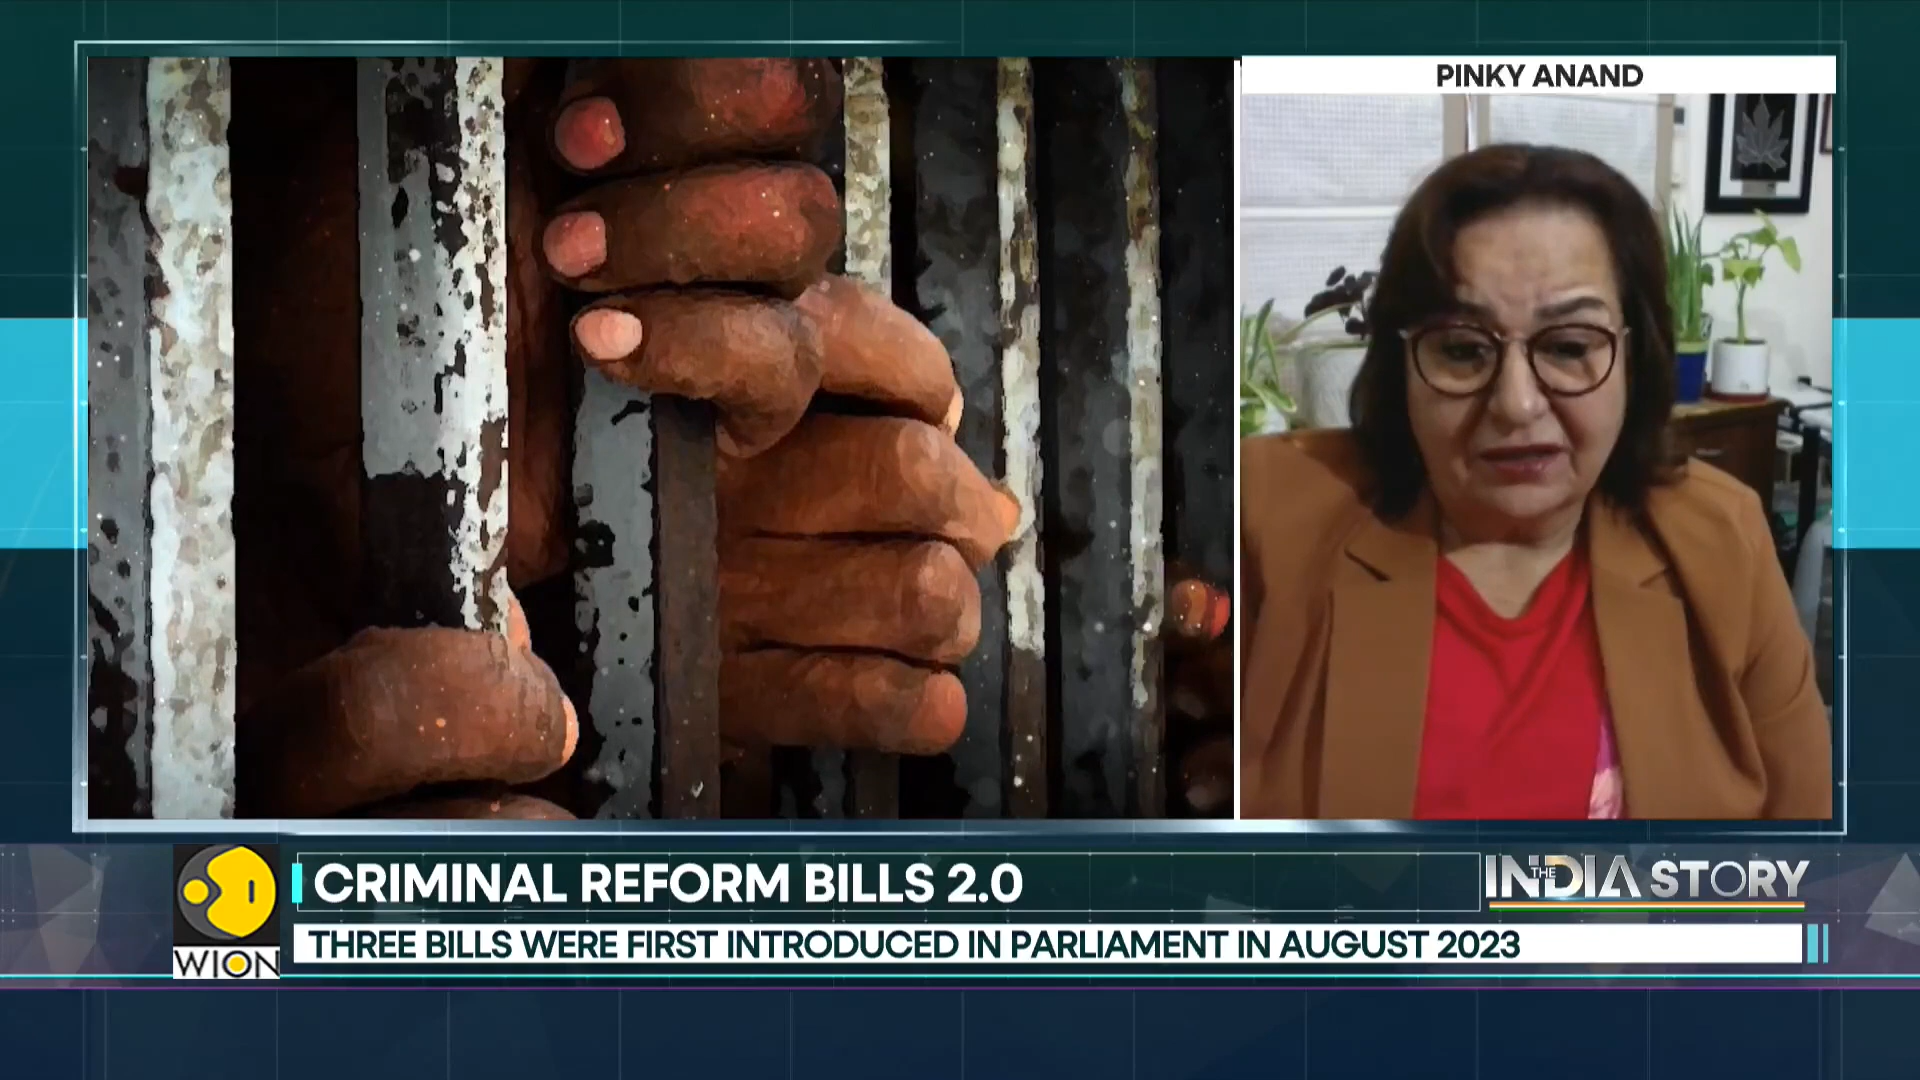 PINKY ANAND
CRIMINAL REFORM BILLS 2.0
THE INDIA STORY
THREE BILLS WERE FIRST INTRODUCED IN PARLIAMENT IN AUGUST 2023
WION